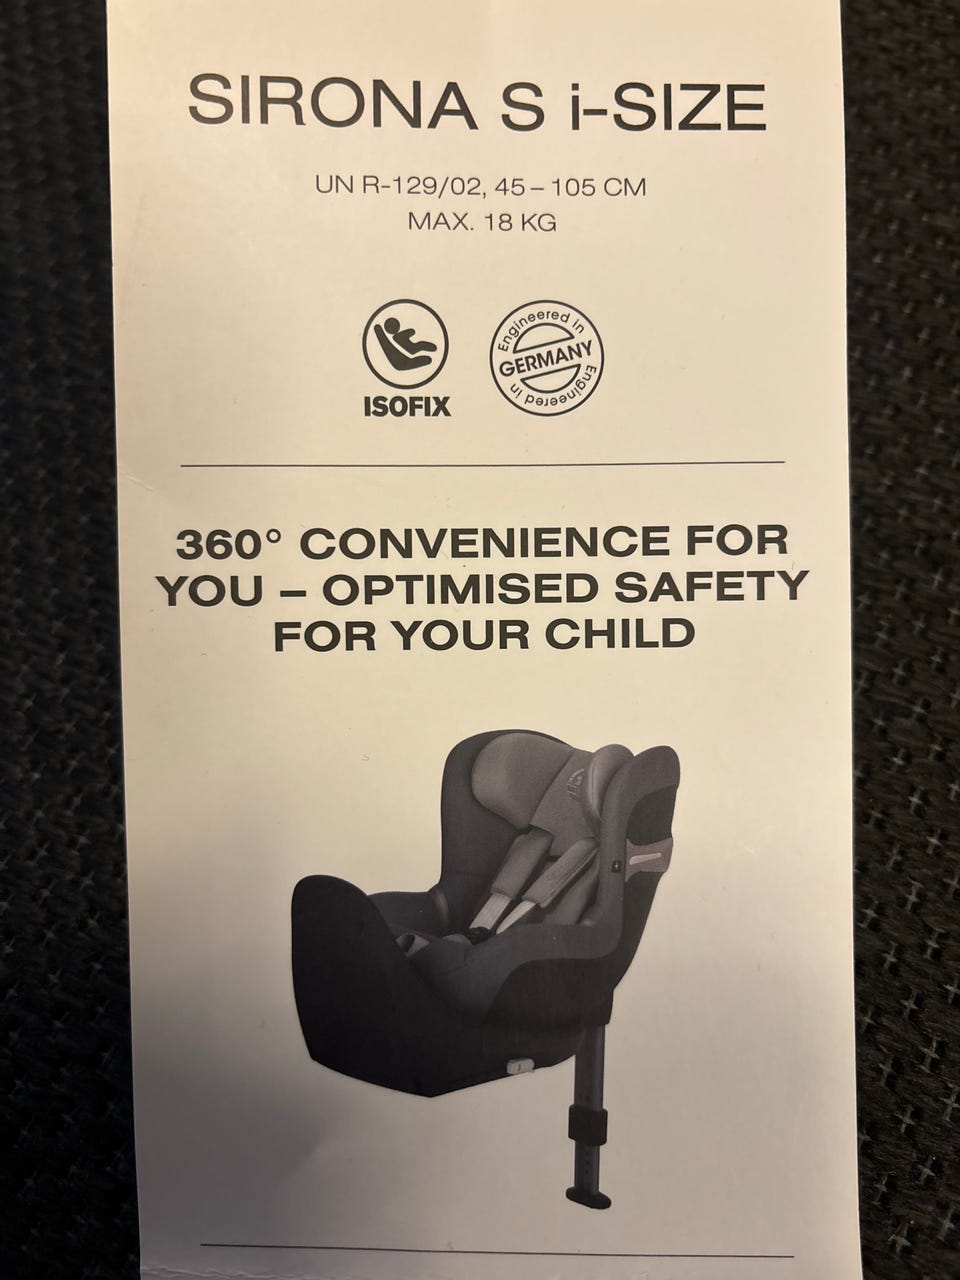 SIRONA S i-SIZE
UN R-129/02, 45 – 105 CM
MAX. 18 KG
ISOFIX
Engineered in
GERMANY
Engineered in
360° CONVENIENCE FOR
YOU – OPTIMISED SAFETY
FOR YOUR CHILD